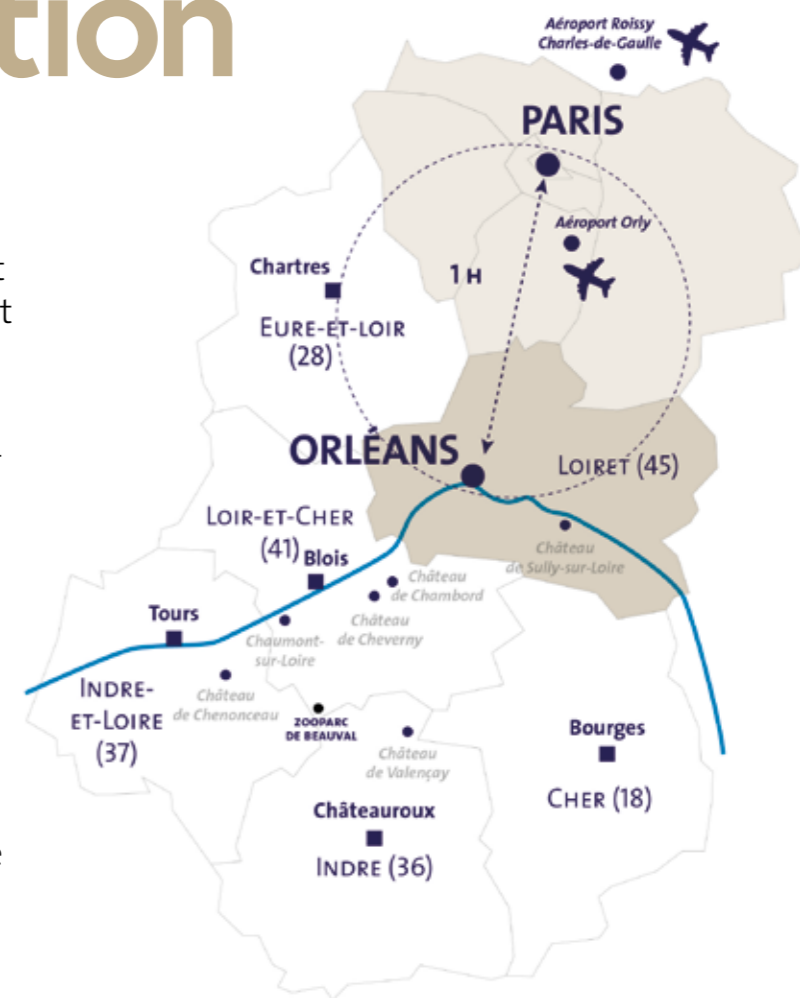 tion
Aéroport Roissy
Charles-de-Gaulle
PARIS
Aéroport Orly
t
t
1 H
Chartres
EURE-ET-LOIR
(28)
ORLÉANS
LOIRET (45)
LOIR-ET-CHER
(41)
Blois
Château
de Sully-sur-Loire
Château
de Chambord
Château
de Cheverny
Tours
Chaumont-
sur-Loire
INDRE-
ET-LOIRE
(37)
Château
de Chenonceau
ZOOPARC
DE BEAUVAL
Château
de Valençay
Bourges
CHER (18)
Châteauroux
INDRE (36)
e